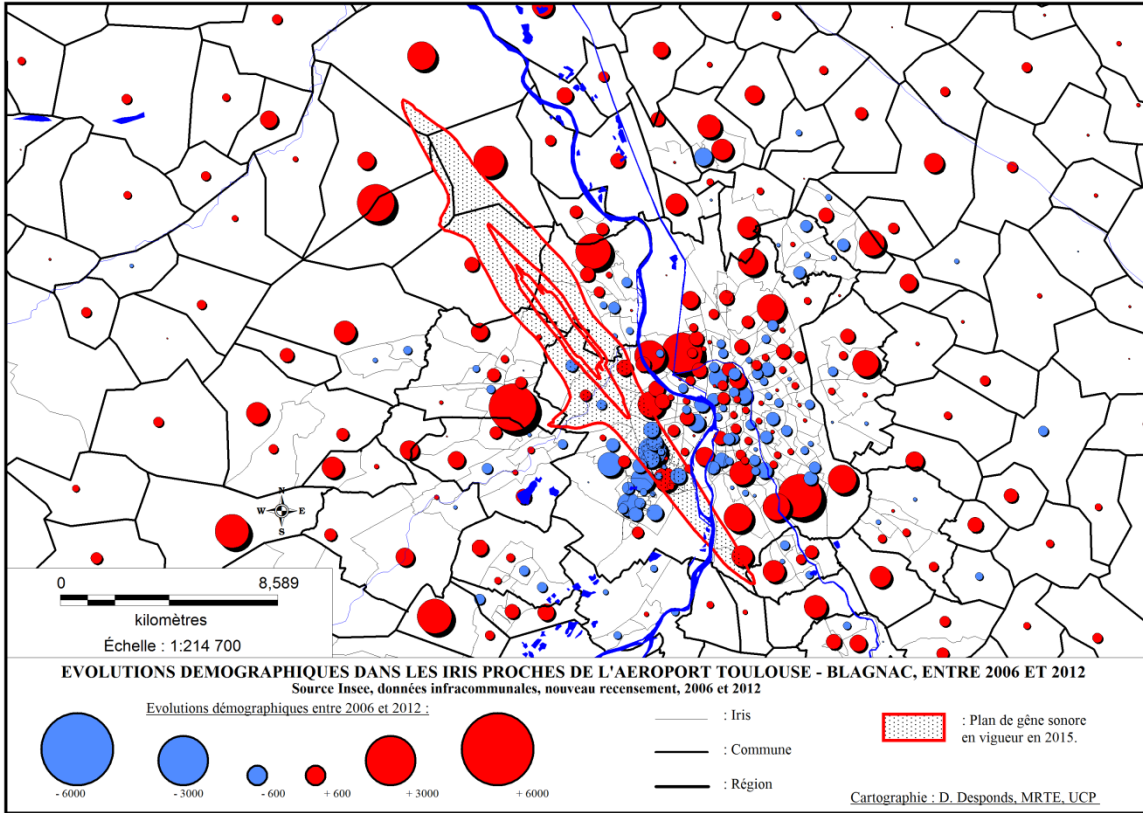 N
W E
S
0 8,589
kilomètres
Échelle : 1:214 700
EVOLUTIONS DEMOGRAPHIQUES DANS LES IRIS PROCHES DE L'AEROPORT TOULOUSE - BLAGNAC, ENTRE 2006 ET 2012
Source Insee, données infracommunales, nouveau recensement, 2006 et 2012
Evolutions démographiques entre 2006 et 2012 :
- 6000 - 3000 - 600 + 600 + 3000 + 6000
: Iris
: Commune
: Région
: Plan de gêne sonore
en vigueur en 2015.
Cartographie : D. Desponds, MRTE, UCP